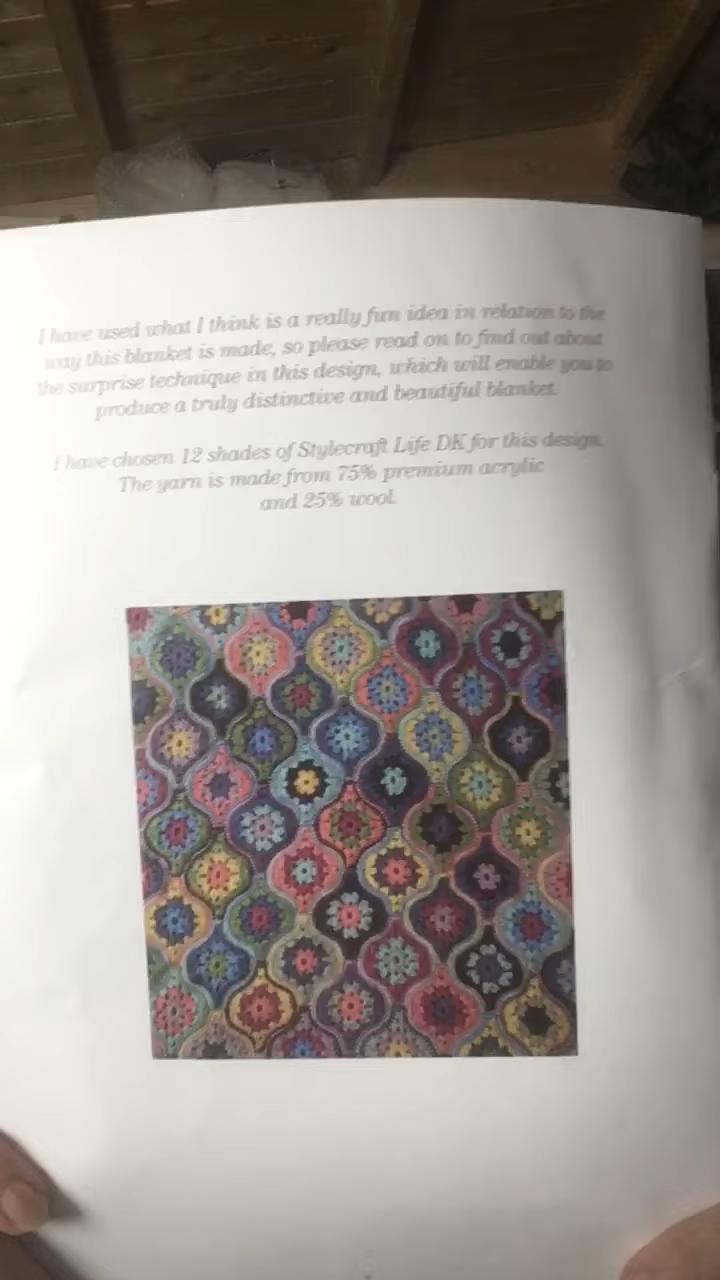 I have used what I think is a really fun idea in relation to the
way this blanket is made, so please read on to find out about
the surprise technique in this design, which will enable you to
produce a truly distinctive and beautiful blanket.
I have chosen 12 shades of Stylecraft Life DK for this design.
The yarn is made from 75% premium acrylic
and 25% wool.